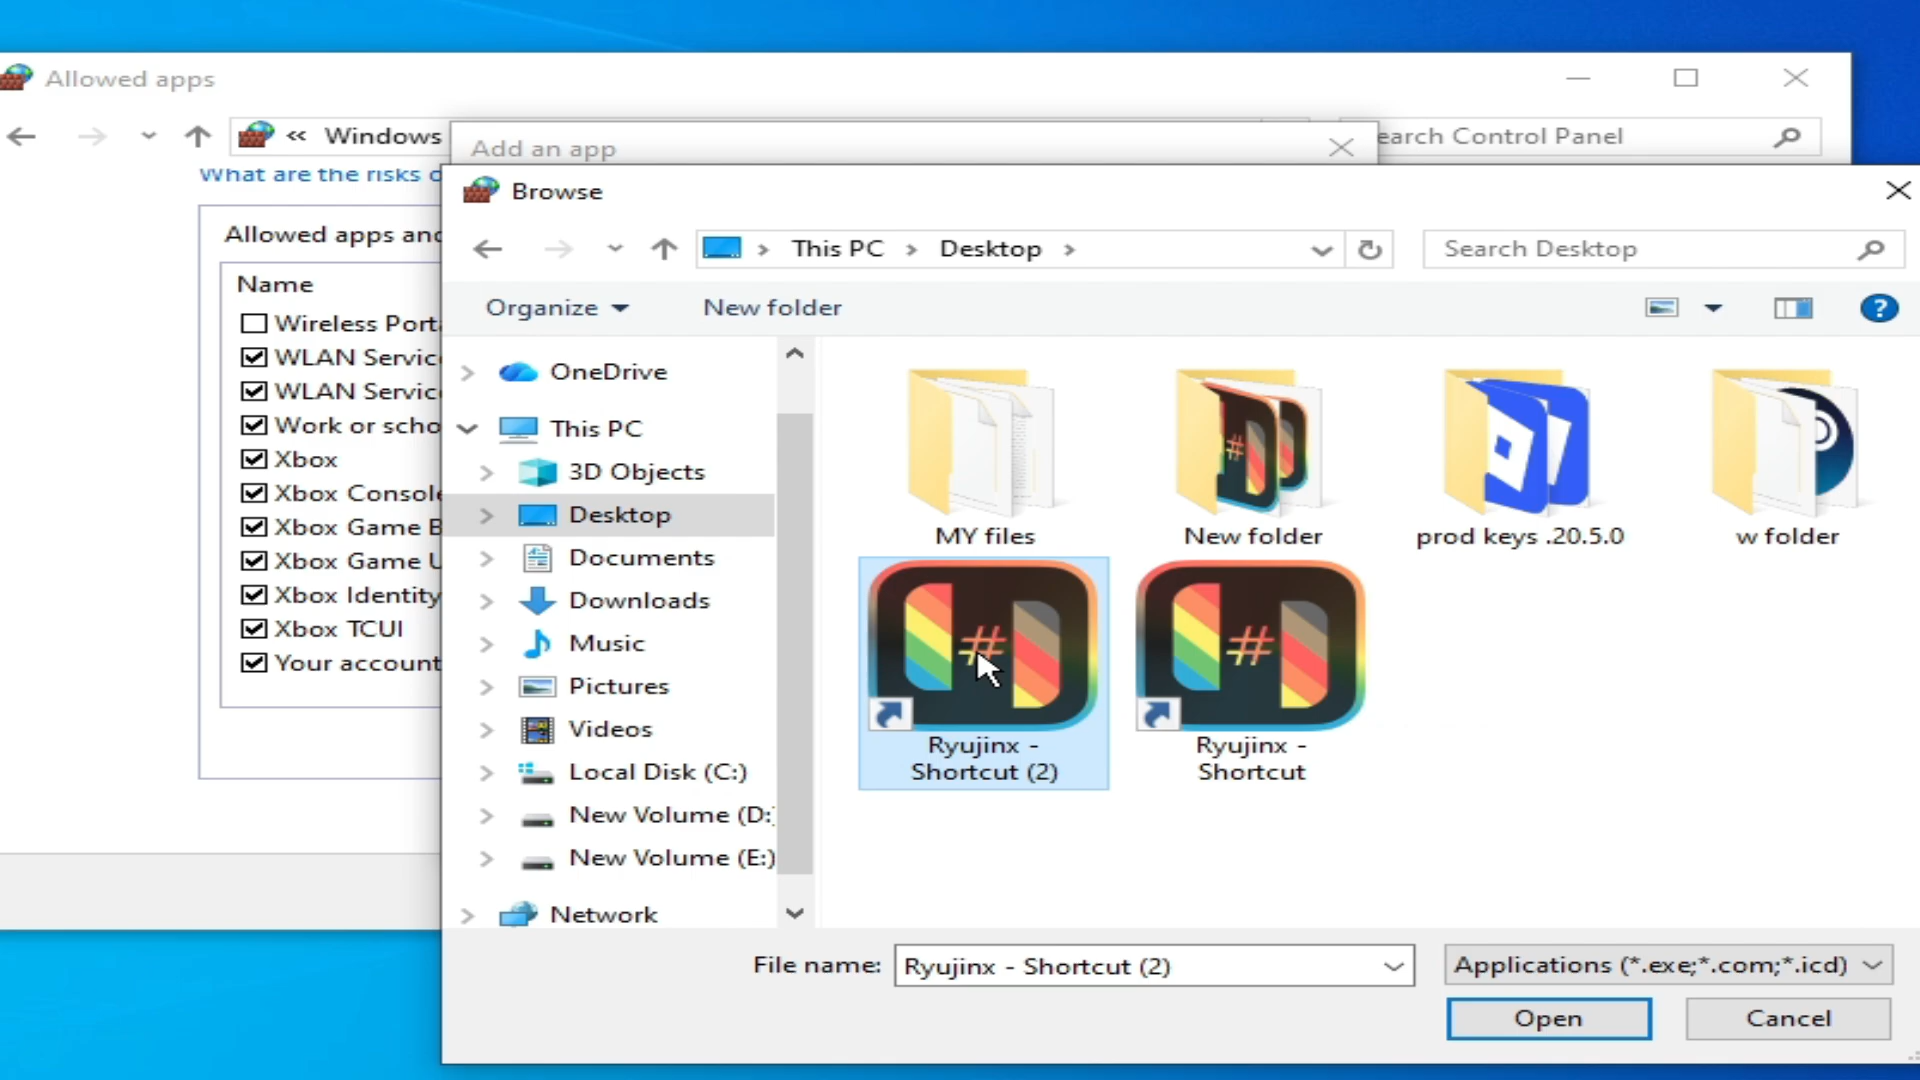 Allowed apps
« Windows
Add an app
earch Control Panel
What are the risks
Browse
Allowed apps and
This PC > Desktop >
Search Desktop
Name
Organize
New folder
Wireless Porta
WLAN Servic
WLAN Servic
Work or scho
Xbox
Xbox Console
Xbox Game B
Xbox Game U
Xbox Identity
Xbox TCUI
Your account
OneDrive
This PC
3D Objects
Desktop
Documents
Downloads
Music
Pictures
Videos
Local Disk (C:)
New Volume (D:)
New Volume (E:)
Network
MY files
New folder
prod keys .20.5.0
w folder
Ryujinx -
Shortcut (2)
Ryujinx -
Shortcut
File name:
Ryujinx - Shortcut (2)
Applications (*.exe;*.com;*.icd)
Open
Cancel